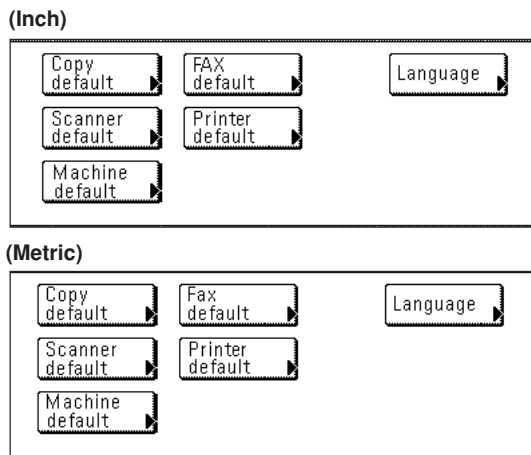 (Inch)
Copy
default
FAX
default
Language
Scanner
default
Printer
default
Machine
default
(Metric)
Copy
default
Fax
default
Language
Scanner
default
Printer
default
Machine
default